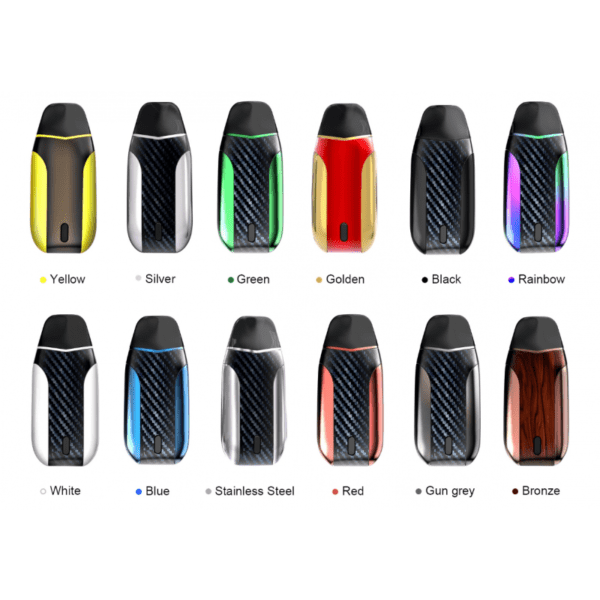 Yellow
Silver
Green
Golden
Black
Rainbow
White
Blue
Stainless Steel
Red
Gun grey
Bronze